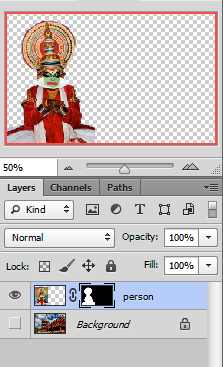 50%
Layers Channels Paths
Kind T
Normal Opacity: 100%
Lock: Fill: 100%
person
Background